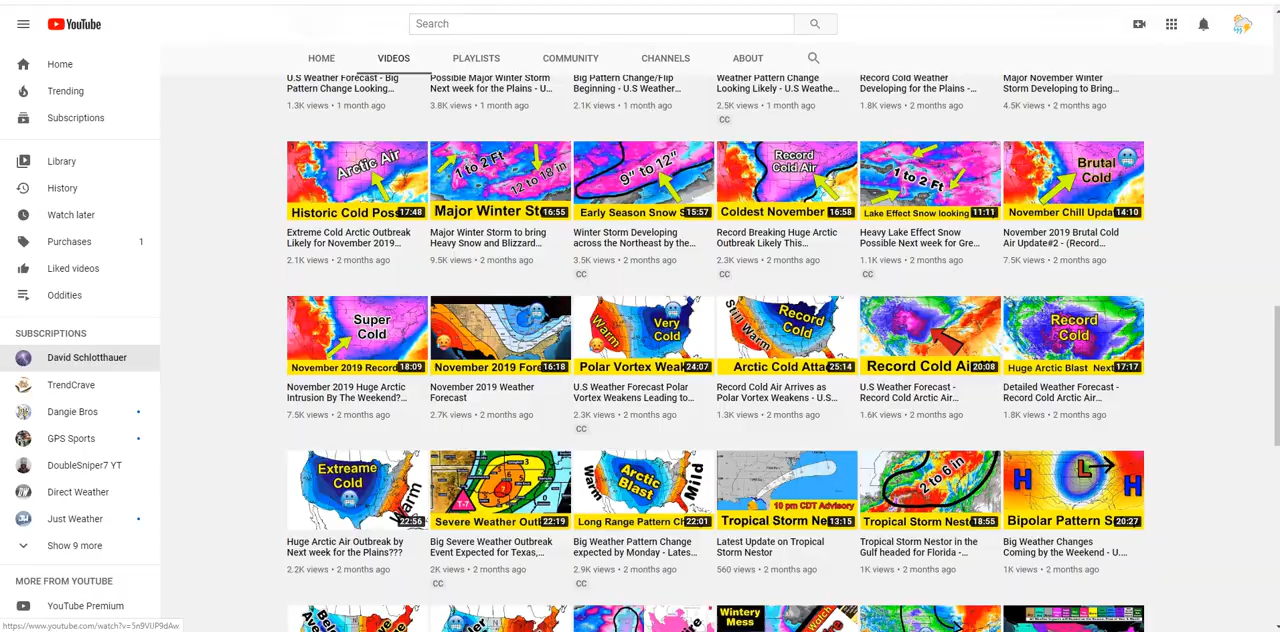 YouTube
Search
HOME VIDEOS PLAYLISTS COMMUNITY CHANNELS ABOUT
Home
Trending
Subscriptions
Library
History
Watch later
Purchases 1
Liked videos
Oddities
SUBSCRIPTIONS
David Schlotthauer
TrendCrave
Dangie Bros
GPS Sports
DoubleSniper7 YT
Direct Weather
Just Weather
Show 9 more
MORE FROM YOUTUBE
YouTube Premium
U.S Weather Forecast - Big
Pattern Change Looking...
1.3K views • 1 month ago
Possible Major Winter Storm
Next week for the Plains - U...
3.8K views • 1 month ago
Big Pattern Change/Flip
Beginning - U.S Weather...
2.1K views • 1 month ago
Weather Pattern Change
Looking Likely - U.S Weathe...
2.5K views • 1 month ago
CC
Record Cold Weather
Developing for the Plains -...
1.8K views • 2 months ago
Major November Winter
Storm Developing to Bring...
4.5K views • 2 months ago
Arctic Air
Historic Cold Pos
17:48
Extreme Cold Arctic Outbreak
Likely for November 2019...
2.1K views • 2 months ago
1 to 2 Ft
12 to 18 in
Major Winter St
16:55
Major Winter Storm to bring
Heavy Snow and Blizzard...
9.5K views • 2 months ago
9" to 12"
Early Season Snow S
15:57
Winter Storm Developing
across the Northeast by the...
3.5K views • 2 months ago
CC
Record
Cold Air
Coldest November
16:58
Record Breaking Huge Arctic
Outbreak Likely This...
2.3K views • 2 months ago
CC
1 to 2 Ft
Lake Effect Snow looking
11:11
Heavy Lake Effect Snow
Possible Next week for Gre...
1.1K views • 2 months ago
CC
Brutal
Cold
November Chill Upda
14:10
November 2019 Brutal Cold
Air Update#2 - (Record...
7.5K views • 2 months ago
Super
Cold
November 2019 Record
18:09
November 2019 Huge Arctic
Intrusion By The Weekend?...
7.5K views • 2 months ago
November 2019 Fore
16:18
November 2019 Weather
Forecast
2.7K views • 2 months ago
Warm
Very
Cold
Polar Vortex Weak
24:07
U.S Weather Forecast Polar
Vortex Weakens Leading to...
2.3K views • 2 months ago
CC
Still Warm
Record
Cold
Arctic Cold Atta
25:14
Record Cold Air Arrives as
Polar Vortex Weakens - U.S...
1.3K views • 2 months ago
Record Cold Ai
20:08
U.S Weather Forecast -
Record Cold Arctic Air...
1.6K views • 2 months ago
Record
Cold
Huge Arctic Blast Next
17:17
Detailed Weather Forecast -
Record Cold Arctic Air...
1.8K views • 2 months ago
Extreame
Cold
Warm
22:56
Huge Arctic Air Outbreak by
Next week for the Plains???
2.2K views • 2 months ago
T-7
Severe Weather Out
22:19
Big Severe Weather Outbreak
Event Expected for Texas,...
2K views • 2 months ago
CC
Warm
Arctic
Blast
Mild
Long Range Pattern Ch
22:01
Big Weather Pattern Change
expected by Monday - Lates...
2.9K views • 2 months ago
CC
10 pm CDT Advisory
Tropical Storm Ne
13:15
Latest Update on Tropical
Storm Nestor
560 views • 2 months ago
2 to 6 in
Tropical Storm Nest
18:55
Tropical Storm Nestor in the
Gulf headed for Florida -...
1K views • 2 months ago
H L H
Bipolar Pattern S
20:27
Big Weather Changes
Coming by the Weekend - U....
1K views • 2 months ago
Wintery
Mess